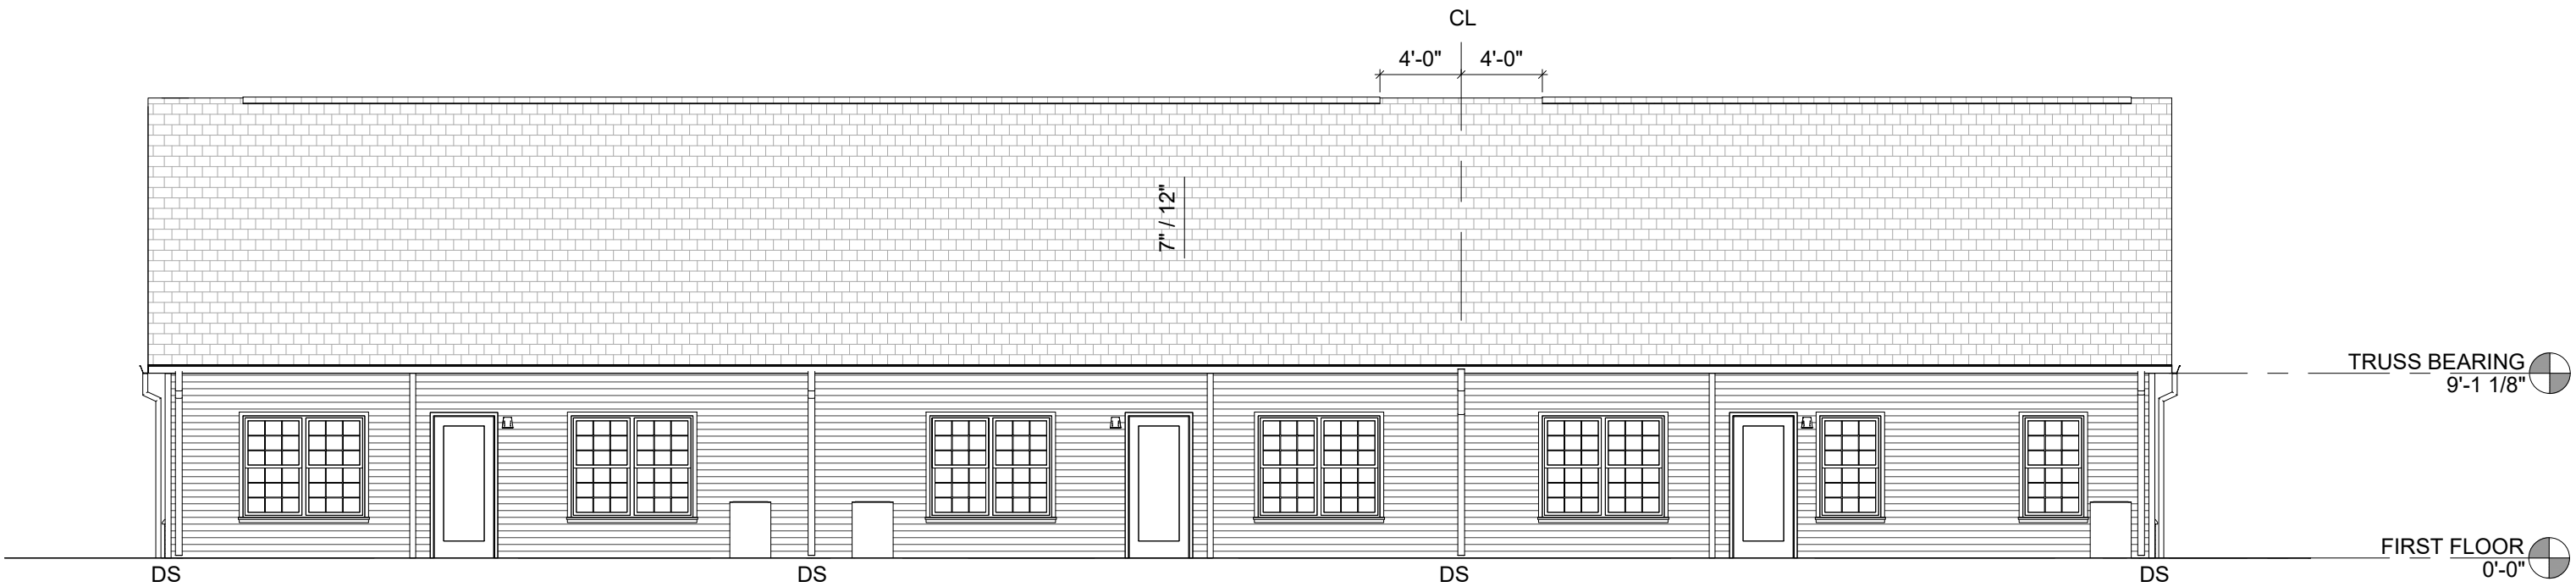 CL
4'-0" 4'-0"
7" / 12"
TRUSS BEARING
9'-1 1/8"
FIRST FLOOR
0'-0"
DS DS DS DS